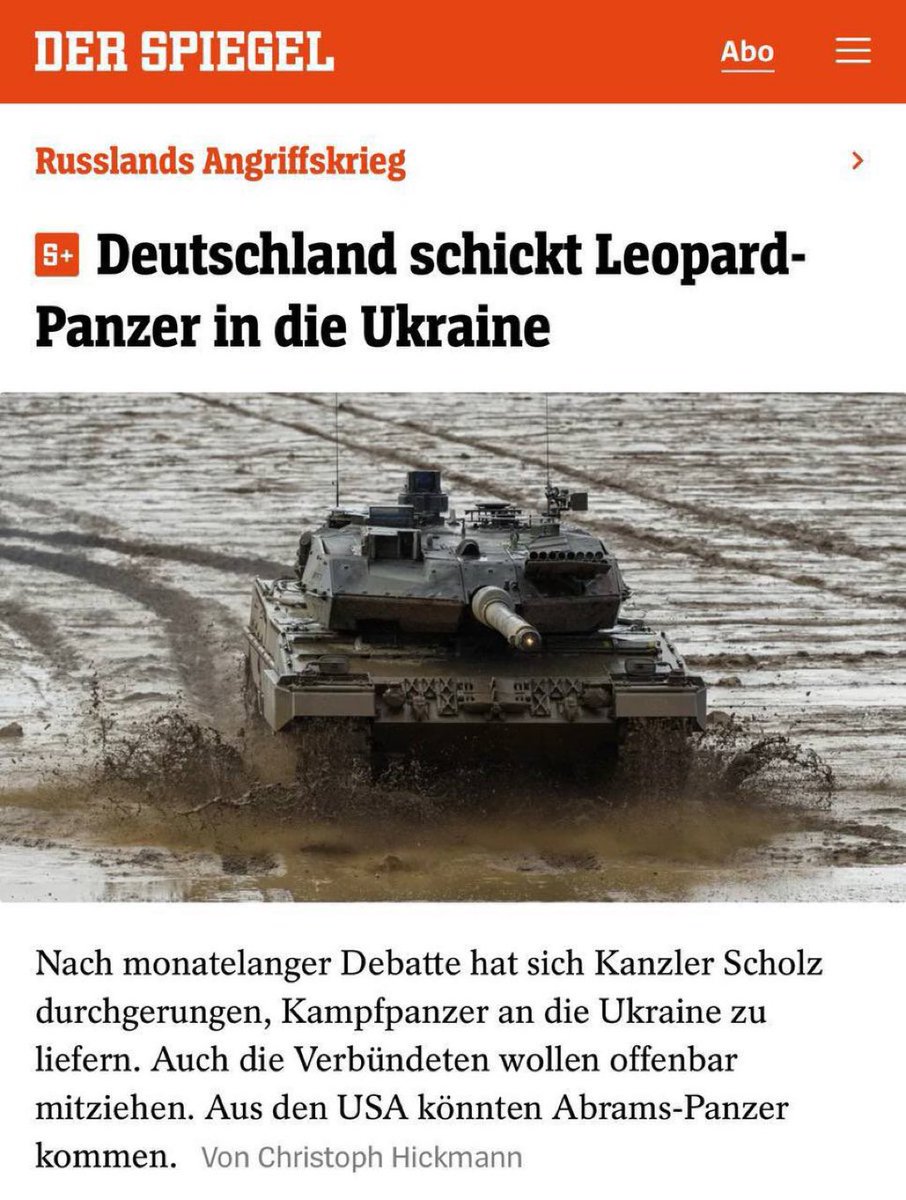 DER SPIEGEL
Abo
Russlands Angriffskrieg
S+ Deutschland schickt Leopard-
Panzer in die Ukraine
Nach monatelanger Debatte hat sich Kanzler Scholz
durchgerungen, Kampfpanzer an die Ukraine zu
liefern. Auch die Verbündeten wollen offenbar
mitziehen. Aus den USA könnten Abrams-Panzer
kommen. Von Christoph Hickmann